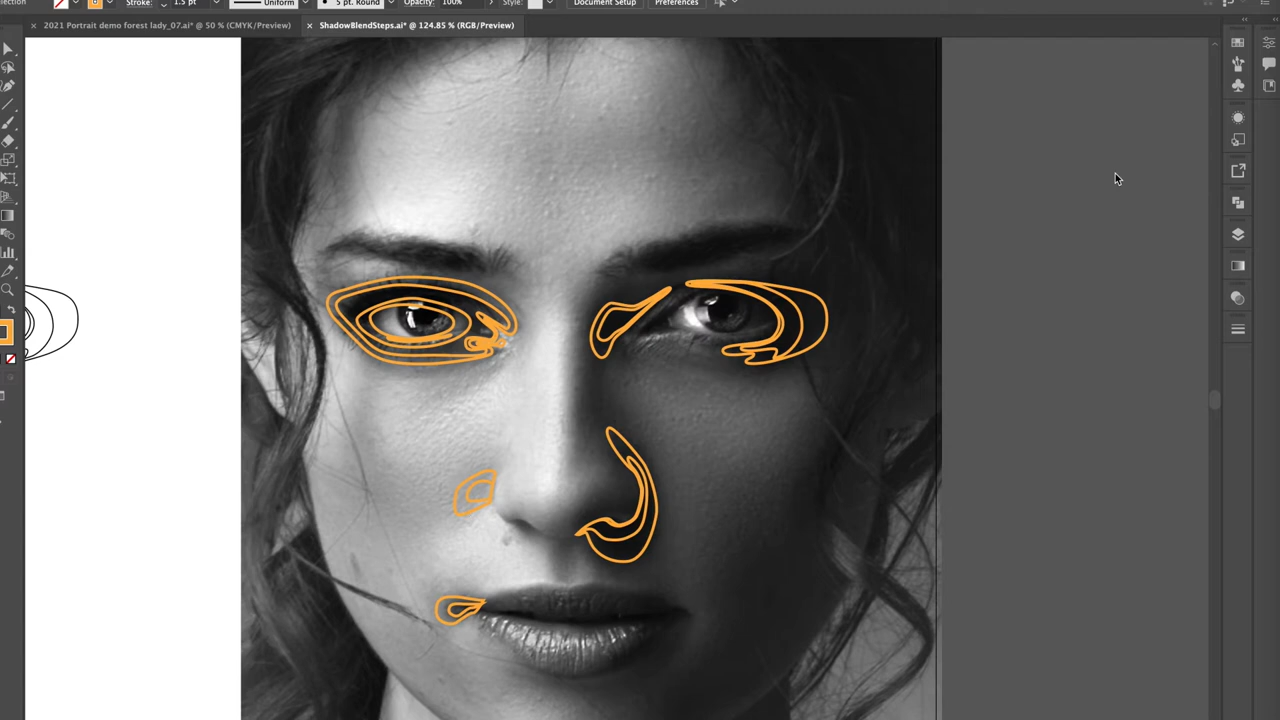 Stroke: 1.5 pt Uniform 5 pt. Round Opacity: 100% Style: Document Setup Preferences
2021 Portrait demo forest lady_07.ai* @ 50 % (CMYK/Preview) ShadowBlendSteps.ai* @ 124.85 % (RGB/Preview)